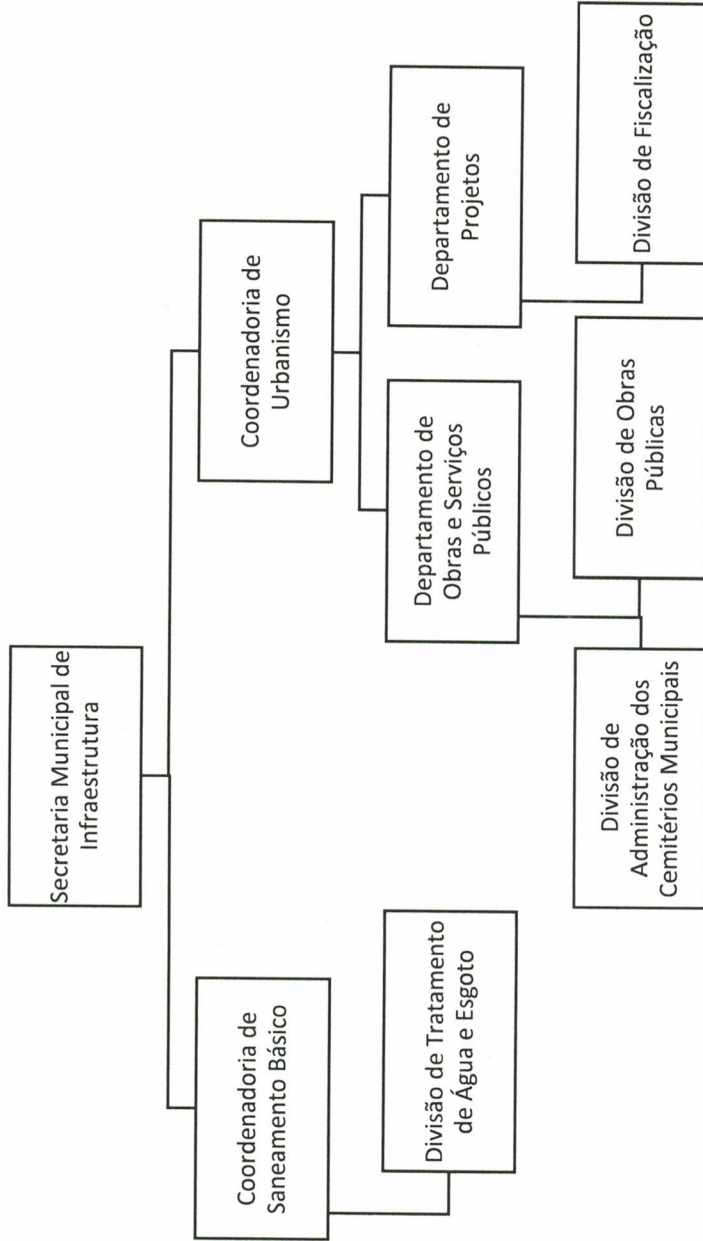 Secretaria Municipal de
Infraestrutura
Coordenadoria de
Saneamento Básico
Coordenadoria de
Urbanismo
Divisão de Tratamento
de Água e Esgoto
Departamento de
Obras e Serviços
Públicos
Departamento de
Projetos
Divisão de
Administração dos
Cemitérios Municipais
Divisão de Obras
Públicas
Divisão de Fiscalização